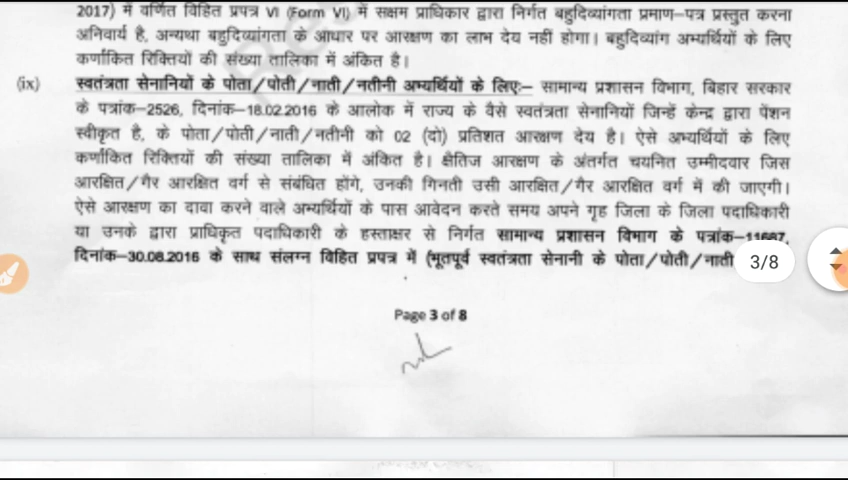 2017) में वर्णित विहित प्रपत्र VI (Form VI) में सक्षम प्राधिकार द्वारा निर्गत बहुदिव्यांगता प्रमाण–पत्र प्रस्तुत करना
अनिवार्य है, अन्यथा बहुदिव्यांगता के आधार पर आरक्षण का लाभ देय नहीं होगा। बहुदिव्यांग अभ्यर्थियों के लिए
कर्णांकित रिक्तियों की संख्या तालिका में अंकित है।
(ix) स्वतंत्रता सेनानियों के पोता/पोती/नाती/नतीनी अभ्यर्थियों के लिएः– सामान्य प्रशासन विभाग, बिहार सरकार
के पत्रांक–2526, दिनांक–18.02.2016 के आलोक में राज्य के वैसे स्वतंत्रता सेनानियों जिन्हें केन्द्र द्वारा पेंशन
स्वीकृत है, के पोता/पोती/नाती/नतीनी को 02 (दो) प्रतिशत आरक्षण देय है। ऐसे अभ्यर्थियों के लिए
कर्णांकित रिक्तियों की संख्या तालिका में अंकित है। क्षैतिज आरक्षण के अंतर्गत चयनित उम्मीदवार जिस
आरक्षित/गैर आरक्षित वर्ग से संबंधित होंगे, उनकी गिनती उसी आरक्षित/गैर आरक्षित वर्ग में की जाएगी।
ऐसे आरक्षण का दावा करने वाले अभ्यर्थियों के पास आवेदन करते समय अपने गृह जिला के जिला पदाधिकारी
या उनके द्वारा प्राधिकृत पदाधिकारी के हस्ताक्षर से निर्गत सामान्य प्रशासन विभाग के
दिनांक–30.08.2016 के साथ संलग्न विहित प्रपत्र में (भूतपूर्व स्वतंत्रता सेनानी के पोता/पोती/नाती
3/8
Page 3 of 8